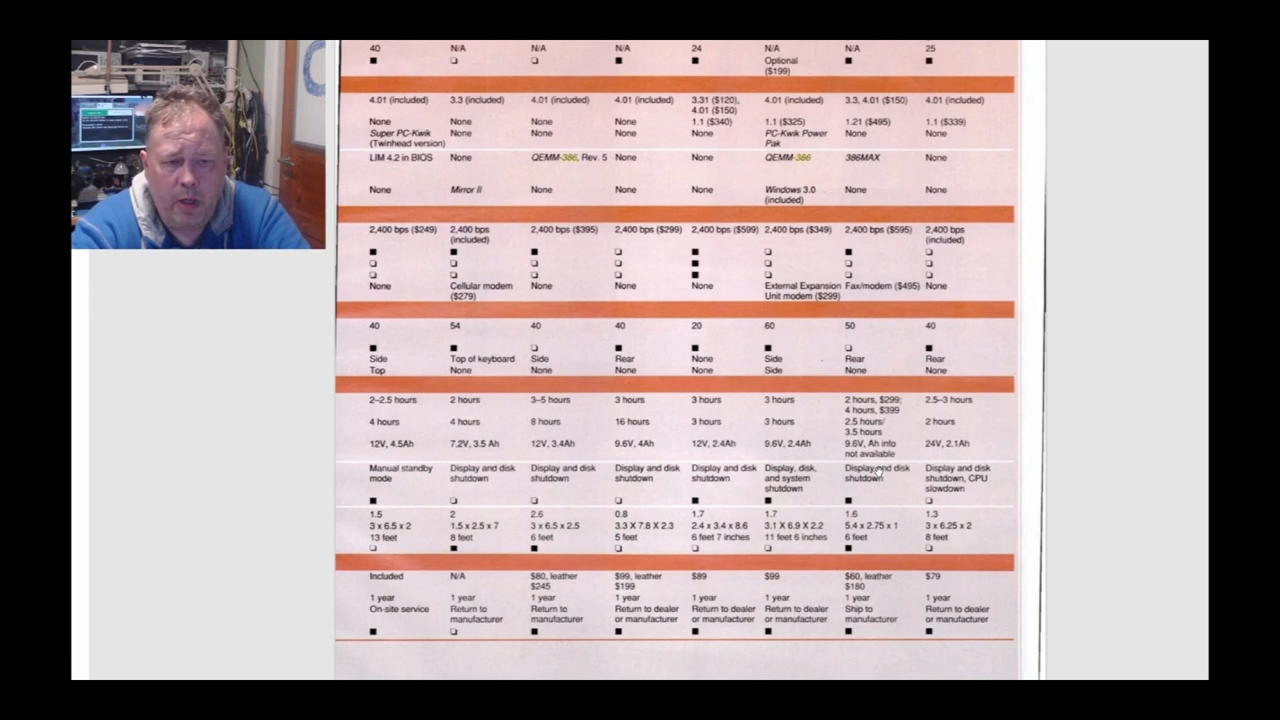 40 N/A N/A N/A 24 N/A N/A 25
■ ❏ ❏ ■ ■ Optional ■ ■
($199)
4.01 (included) 3.3 (included) 4.01 (included) 4.01 (included) 3.31 ($120), 4.01 (included) 3.3, 4.01 ($150) 4.01 (included)
4.01 ($150)
None None None None 1.1 ($340) 1.1 ($325) 1.21 ($495) 1.1 ($339)
Super PC-Kwik None None None None PC-Kwik Power None None
(Twinhead version) Pak
LIM 4.2 in BIOS None QEMM-386, Rev. 5 None None QEMM-386 386MAX None
None Mirror II None None None Windows 3.0 None None
(included)
2,400 bps ($249) 2,400 bps 2,400 bps ($395) 2,400 bps ($299) 2,400 bps ($599) 2,400 bps ($349) 2,400 bps ($595) 2,400 bps
(included) (included)
■ ■ ■ ❏ ■ ❏ ■ ❏
❏ ❏ ❏ ❏ ■ ❏ ❏ ❏
❏ ❏ ❏ ❏ ■ ❏ ❏ ❏
None Cellular modem None None None External Expansion Fax/modem ($495) None
($279) Unit modem ($299)
40 54 40 40 20 60 50 40
■ ■ ❏ ■ ■ ■ ❏ ■
Side Top of keyboard Side Rear None Side Rear Rear
Top None None None None Side None None
2–2.5 hours 2 hours 3–5 hours 3 hours 3 hours 3 hours 2 hours, $299; 2.5–3 hours
4 hours, $399
4 hours 4 hours 8 hours 16 hours 3 hours 3 hours 2.5 hours/ 2 hours
3.5 hours
12V, 4.5Ah 7.2V, 3.5 Ah 12V, 3.4Ah 9.6V, 4Ah 12V, 2.4Ah 9.6V, 2.4Ah 9.6V, Ah info 24V, 2.1Ah
not available
Manual standby Display and disk Display and disk Display and disk Display and disk Display, disk, Display and disk Display and disk
mode shutdown shutdown shutdown shutdown and system shutdown shutdown, CPU
shutdown slowdown
■ ❏ ❏ ❏ ■ ■ ■ ❏
1.5 2 2.6 0.8 1.7 1.7 1.6 1.3
3 x 6.5 x 2 1.5 x 2.5 x 7 3 x 6.5 x 2.5 3.3 X 7.8 X 2.3 2.4 x 3.4 x 8.6 3.1 X 6.9 X 2.2 5.4 x 2.75 x 1 3 x 6.25 x 2
13 feet 8 feet 6 feet 5 feet 6 feet 7 inches 11 feet 6 inches 6 feet 8 feet
❏ ■ ■ ❏ ❏ ❏ ■ ❏
Included N/A $80, leather $99, leather $89 $99 $60, leather $79
$245 $199 $180
1 year 1 year 1 year 1 year 1 year 1 year 1 year 1 year
On-site service Return to Return to Return to dealer Return to dealer Return to dealer Ship to Return to dealer
manufacturer manufacturer or manufacturer or manufacturer or manufacturer manufacturer or manufacturer
■ ❏ ■ ■ ■ ■ ■ ■